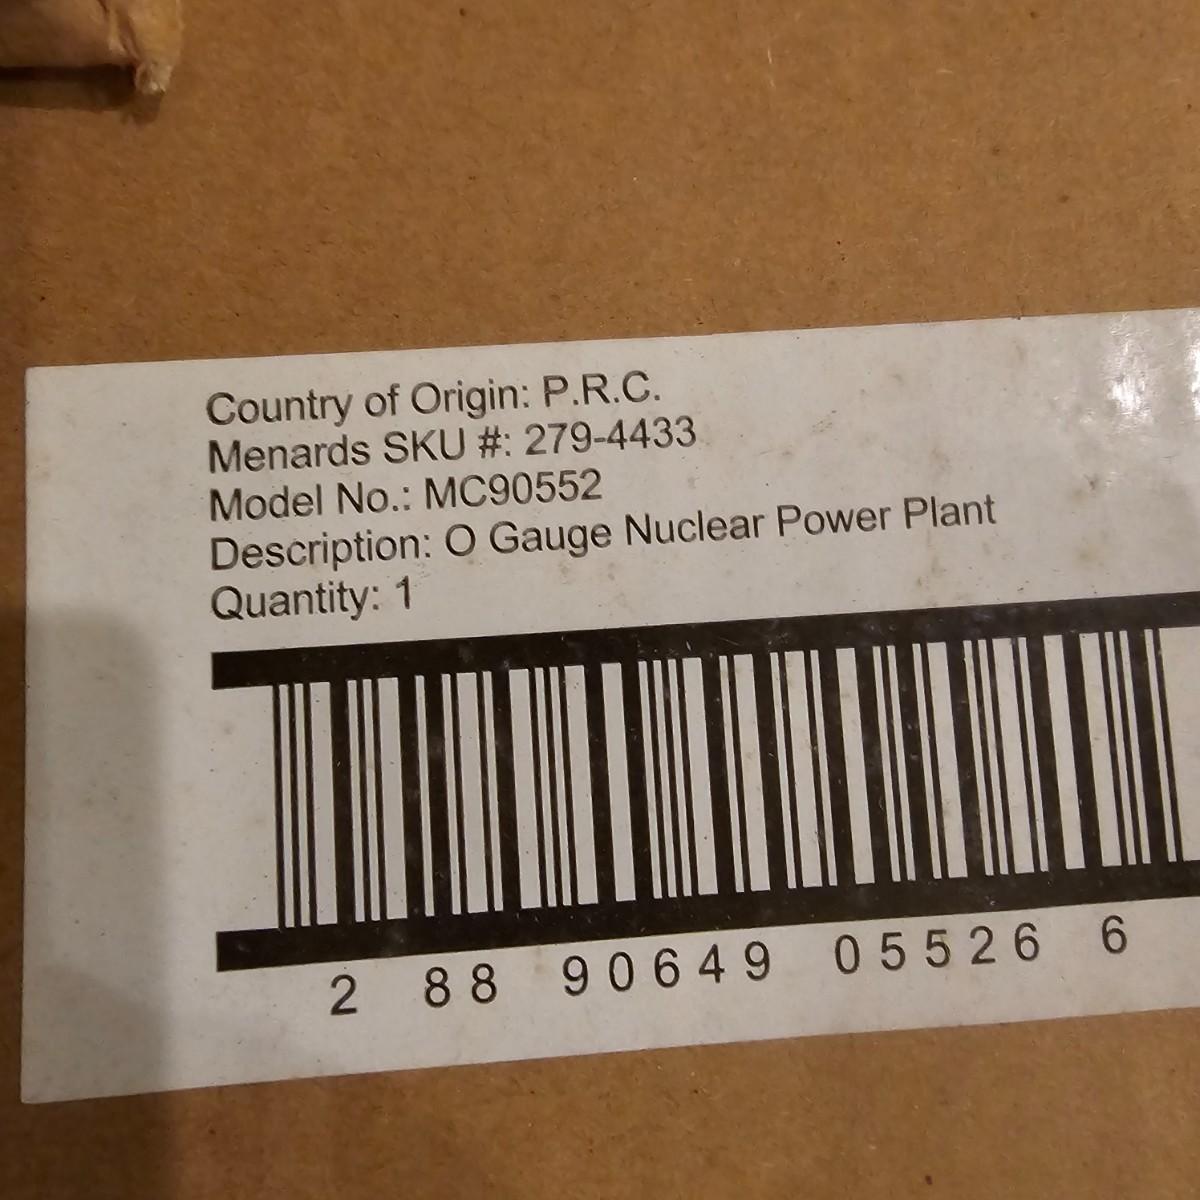 Country of Origin: P.R.C.
Menards SKU #: 279-4433
Model No.: MC90552
Description: O Gauge Nuclear Power Plant
Quantity: 1
2 88 90649 05526 6